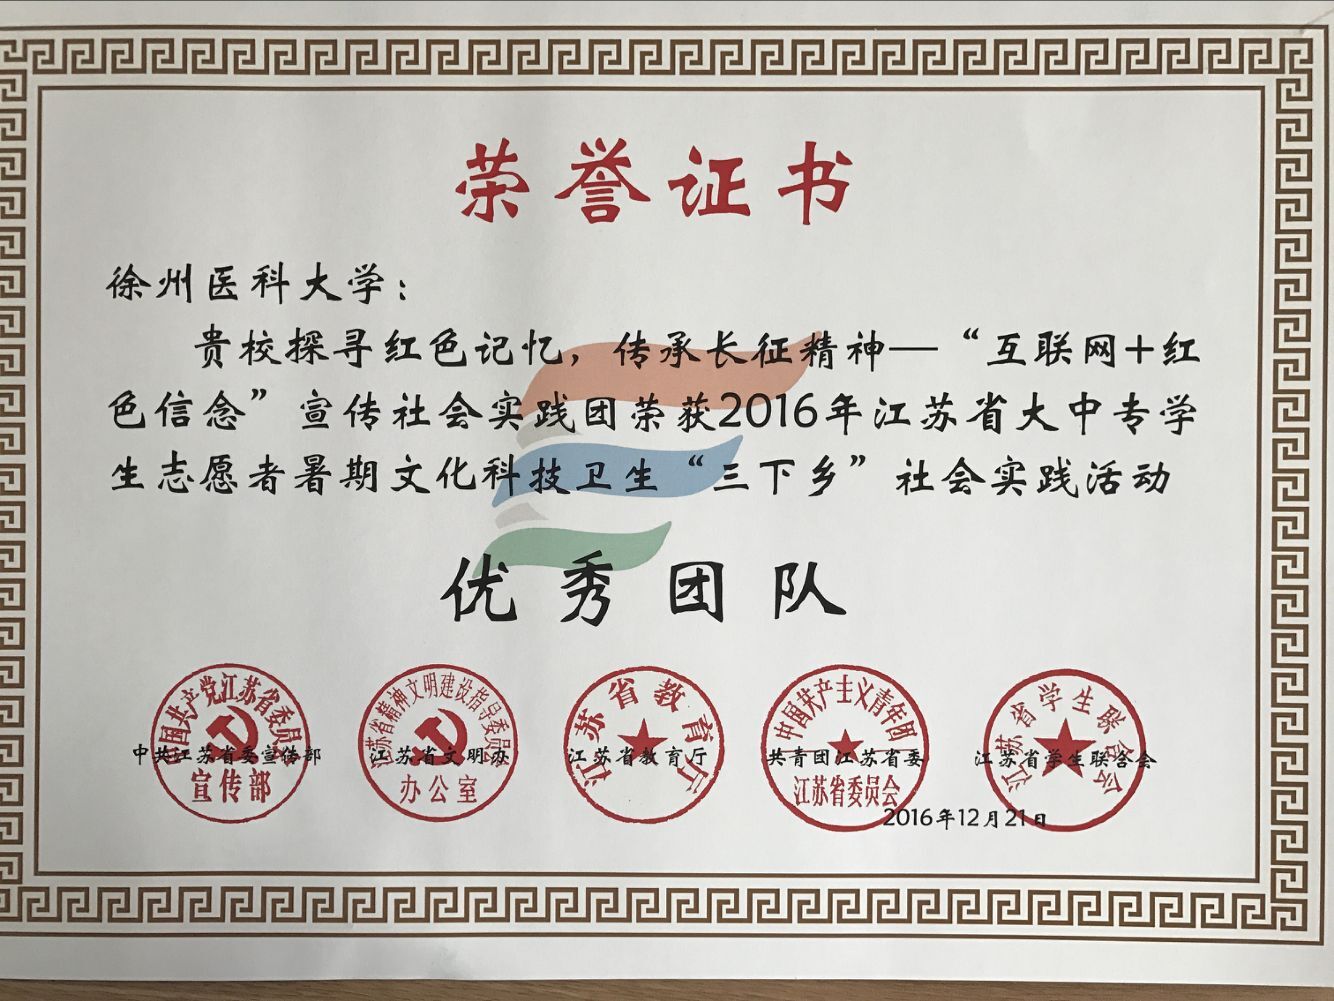 荣誉证书
徐州医科大学：
贵校探寻红色记忆，传承长征精神—“互联网+红
色信念”宣传社会实践团荣获2016年江苏省大中专学
生志愿者暑期文化科技卫生“三下乡”社会实践活动
优秀团队
中国共产党江苏省委员会
宣传部
中共江苏省委宣传部
江苏省精神文明建设指导委员会
办公室
江苏省文明办
江苏省教育厅
江苏省教育厅
中国共产主义青年团
江苏省委员会
共青团江苏省委
江苏省学生联合会
江苏省学生联合会
2016年12月21日